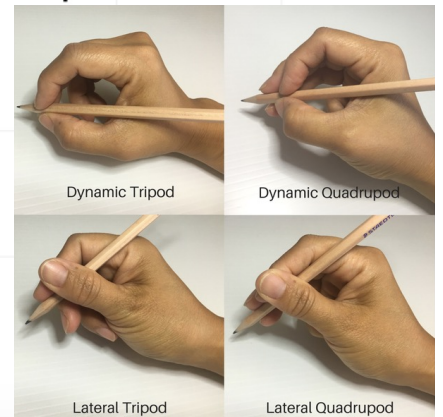 Dynamic Tripod
Dynamic Quadrupod
Lateral Tripod
Lateral Quadrupod